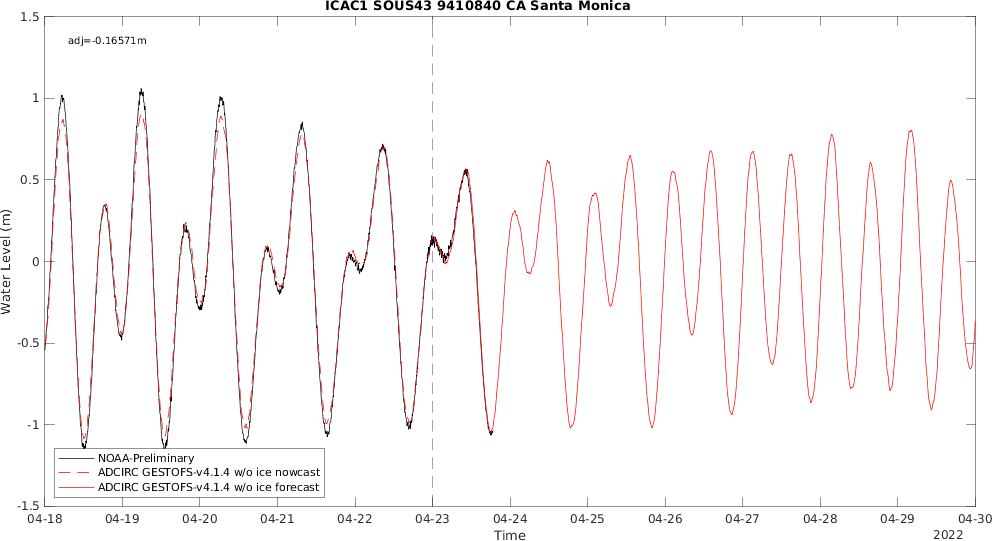 ICAC1 SOUS43 9410840 CA Santa Monica
adj=-0.16571m
1.5
1
0.5
0
-0.5
-1
-1.5
Water Level (m)
NOAA-Preliminary
ADCIRC GESTOFS-v4.1.4 w/o ice nowcast
ADCIRC GESTOFS-v4.1.4 w/o ice forecast
04-18 04-19 04-20 04-21 04-22 04-23 04-24 04-25 04-26 04-27 04-28 04-29 04-30
Time
2022